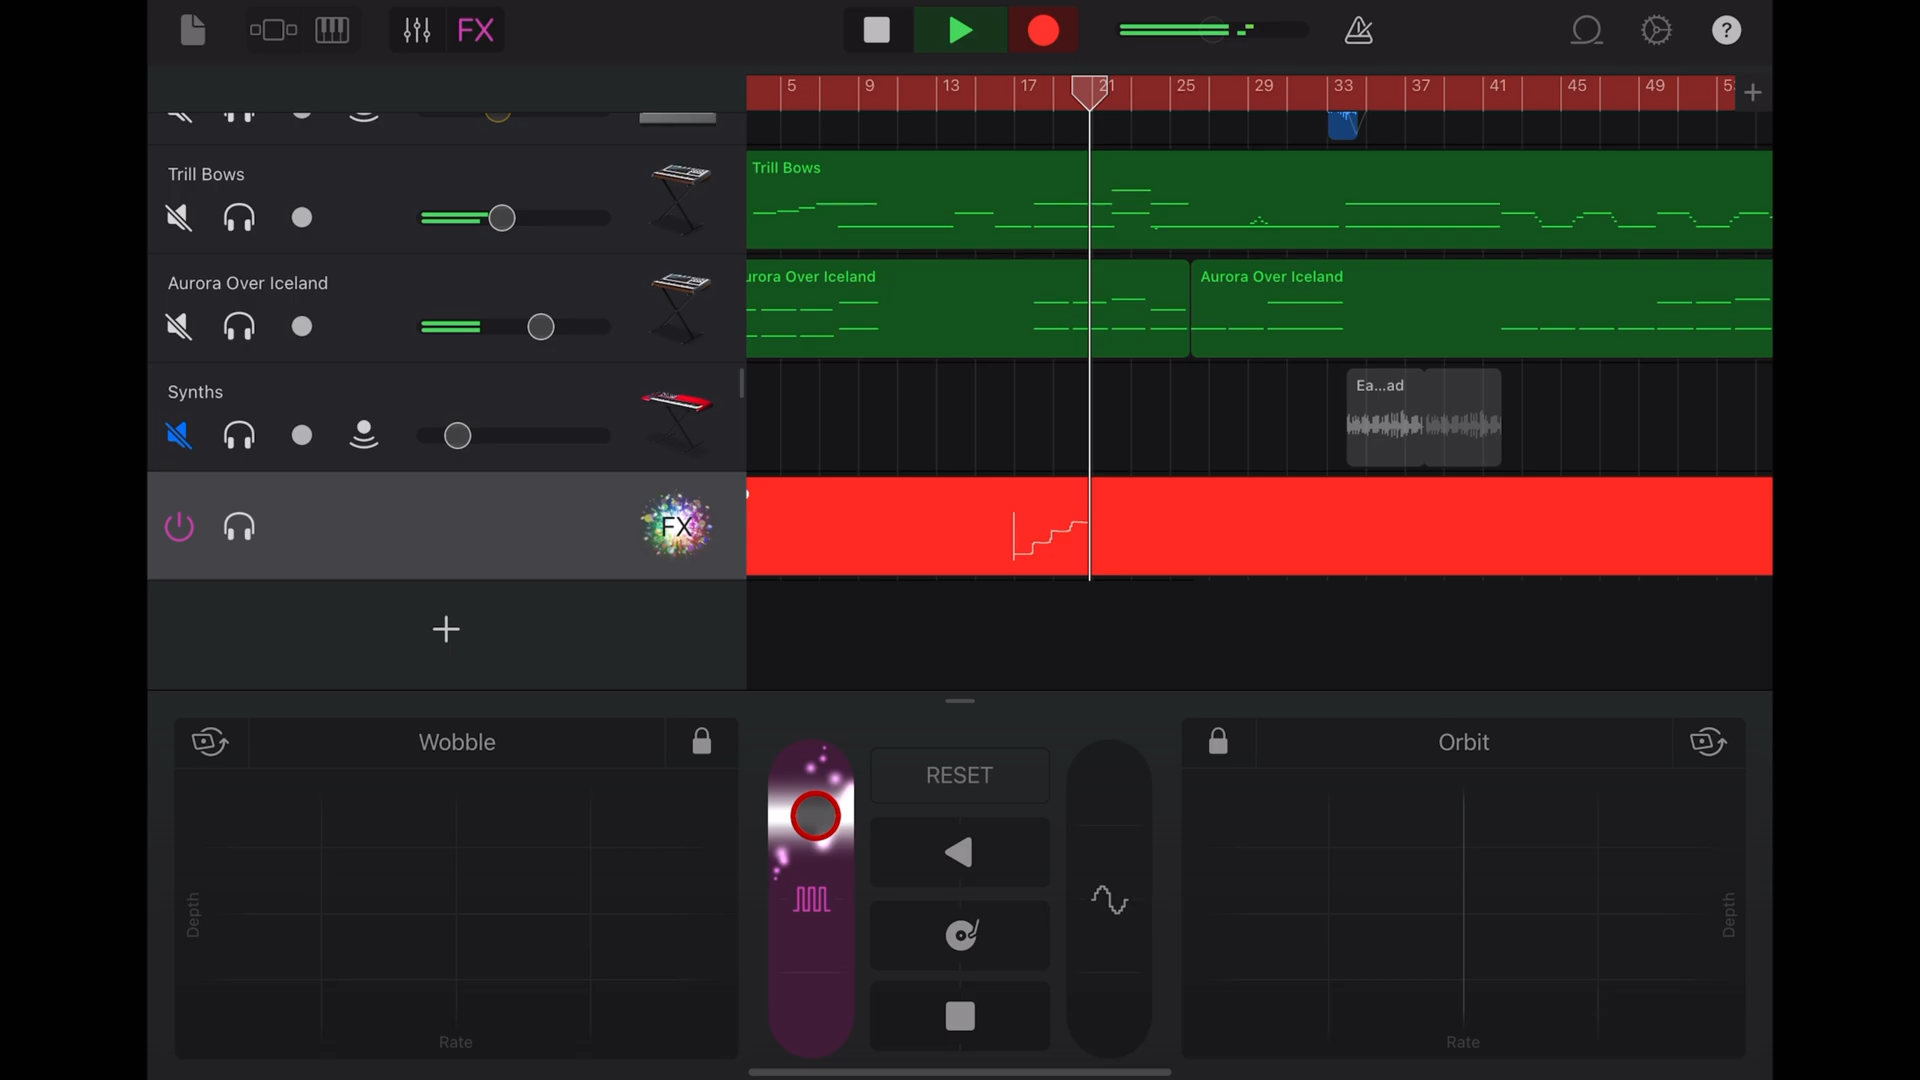 FX
?
5 9 13 17 21 25 29 33 37 41 45 49
Trill Bows
Trill Bows
Aurora Over Iceland
urora Over Iceland
Aurora Over Iceland
Synths
Ea...ad
FX
Wobble
RESET
Orbit
Depth
Depth
Rate
Rate